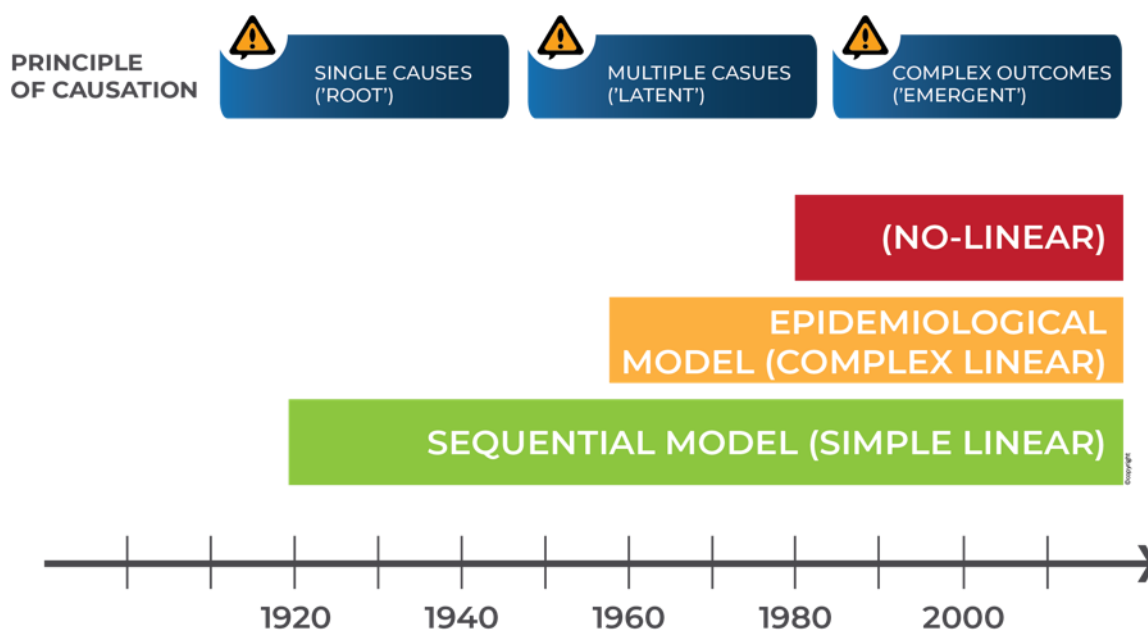 PRINCIPLE
OF CAUSATION
SINGLE CAUSES
('ROOT')
MULTIPLE CASUES
('LATENT')
COMPLEX OUTCOMES
('EMERGENT')
(NO-LINEAR)
EPIDEMIOLOGICAL
MODEL (COMPLEX LINEAR)
SEQUENTIAL MODEL (SIMPLE LINEAR)
©copyright
1920 1940 1960 1980 2000